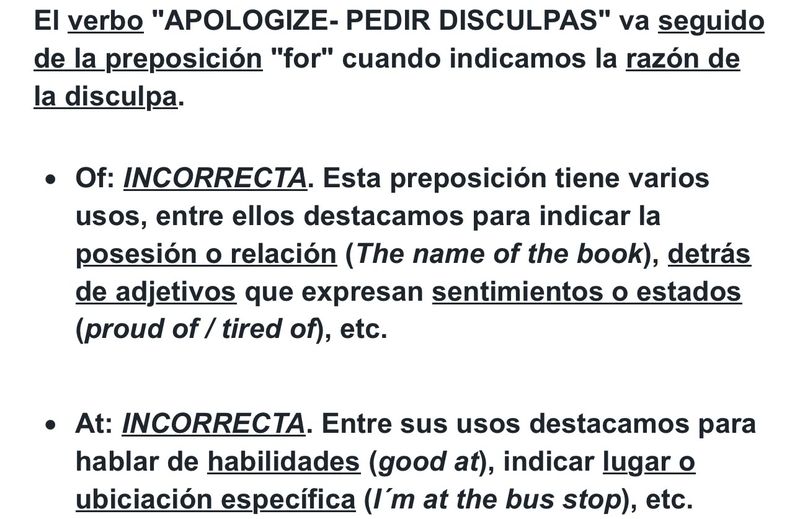 El verbo "APOLOGIZE- PEDIR DISCULPAS" va seguido
de la preposición "for" cuando indicamos la razón de
la disculpa.
• Of: INCORRECTA. Esta preposición tiene varios
usos, entre ellos destacamos para indicar la
posesión o relación (The name of the book), detrás
de adjetivos que expresan sentimientos o estados
(proud of / tired of), etc.
• At: INCORRECTA. Entre sus usos destacamos para
hablar de habilidades (good at), indicar lugar o
ubiciación específica (I´m at the bus stop), etc.